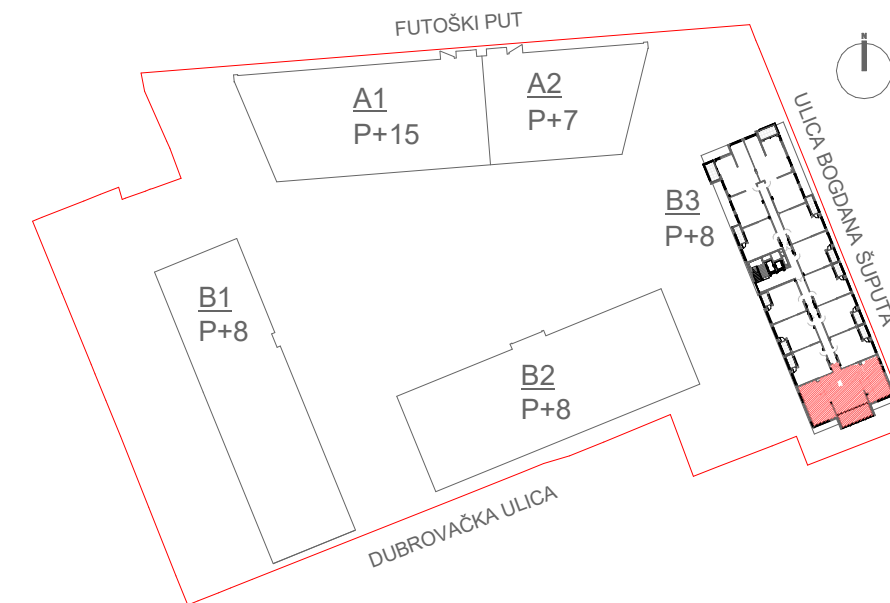 FUTOŠKI PUT
N
A1
P+15
A2
P+7
ULICA BOGDANA ŠUPUTA
B3
P+8
B1
P+8
B2
P+8
DUBROVAČKA ULICA